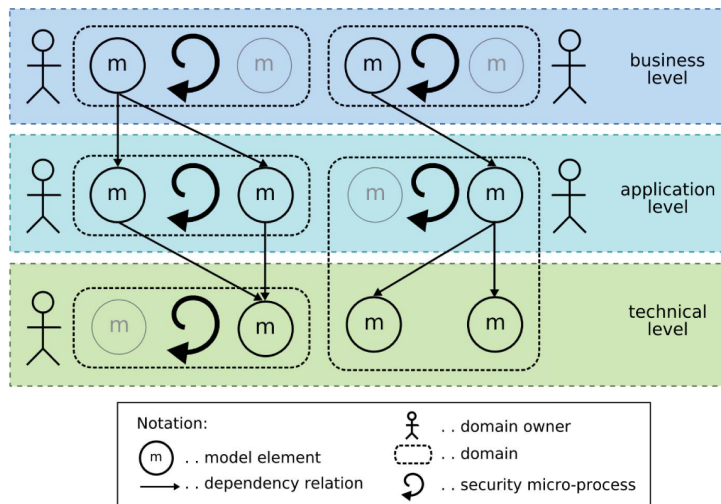 m m m m business
level
m m m m application
level
m m m m technical
level
Notation:
m . . model element
. . dependency relation
. . domain owner
. . domain
. . security micro-process